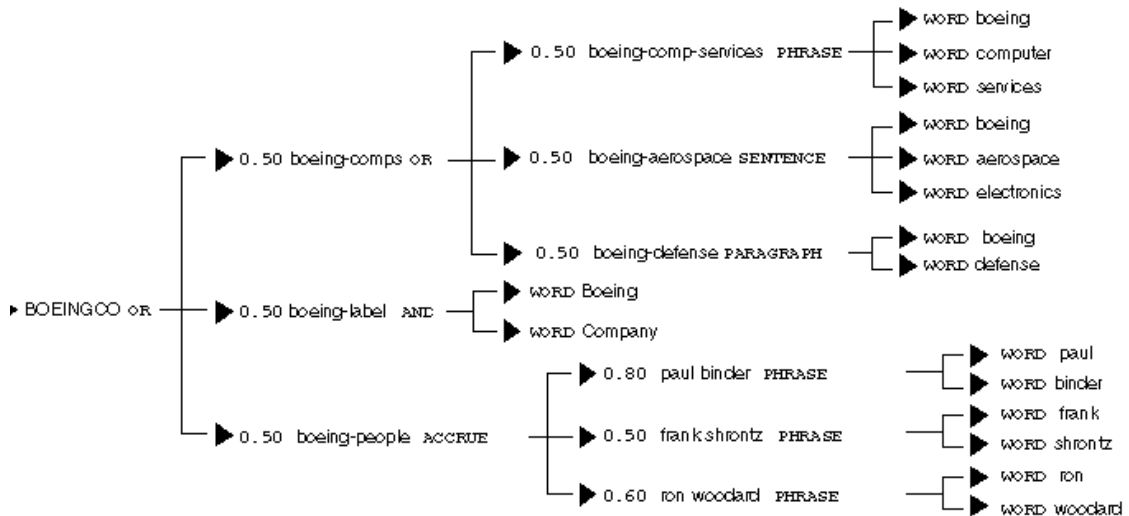 WORD boeing
0.50 boeing-comp-services PHRASE
WORD computer
WORD services
WORD boeing
0.50 boeing-comps OR
0.50 boeing-aerospace SENTENCE
WORD aerospace
WORD electronics
WORD boeing
0.50 boeing-defense PARAGRAPH
WORD defense
WORD Boeing
BOEINGCO OR
0.50 boeing-label AND
WORD Company
WORD paul
0.80 paul binder PHRASE
WORD binder
WORD frank
0.50 boeing-people ACCRUE
0.50 frank shrontz PHRASE
WORD shrontz
WORD ron
0.60 ron woodard PHRASE
WORD woodard